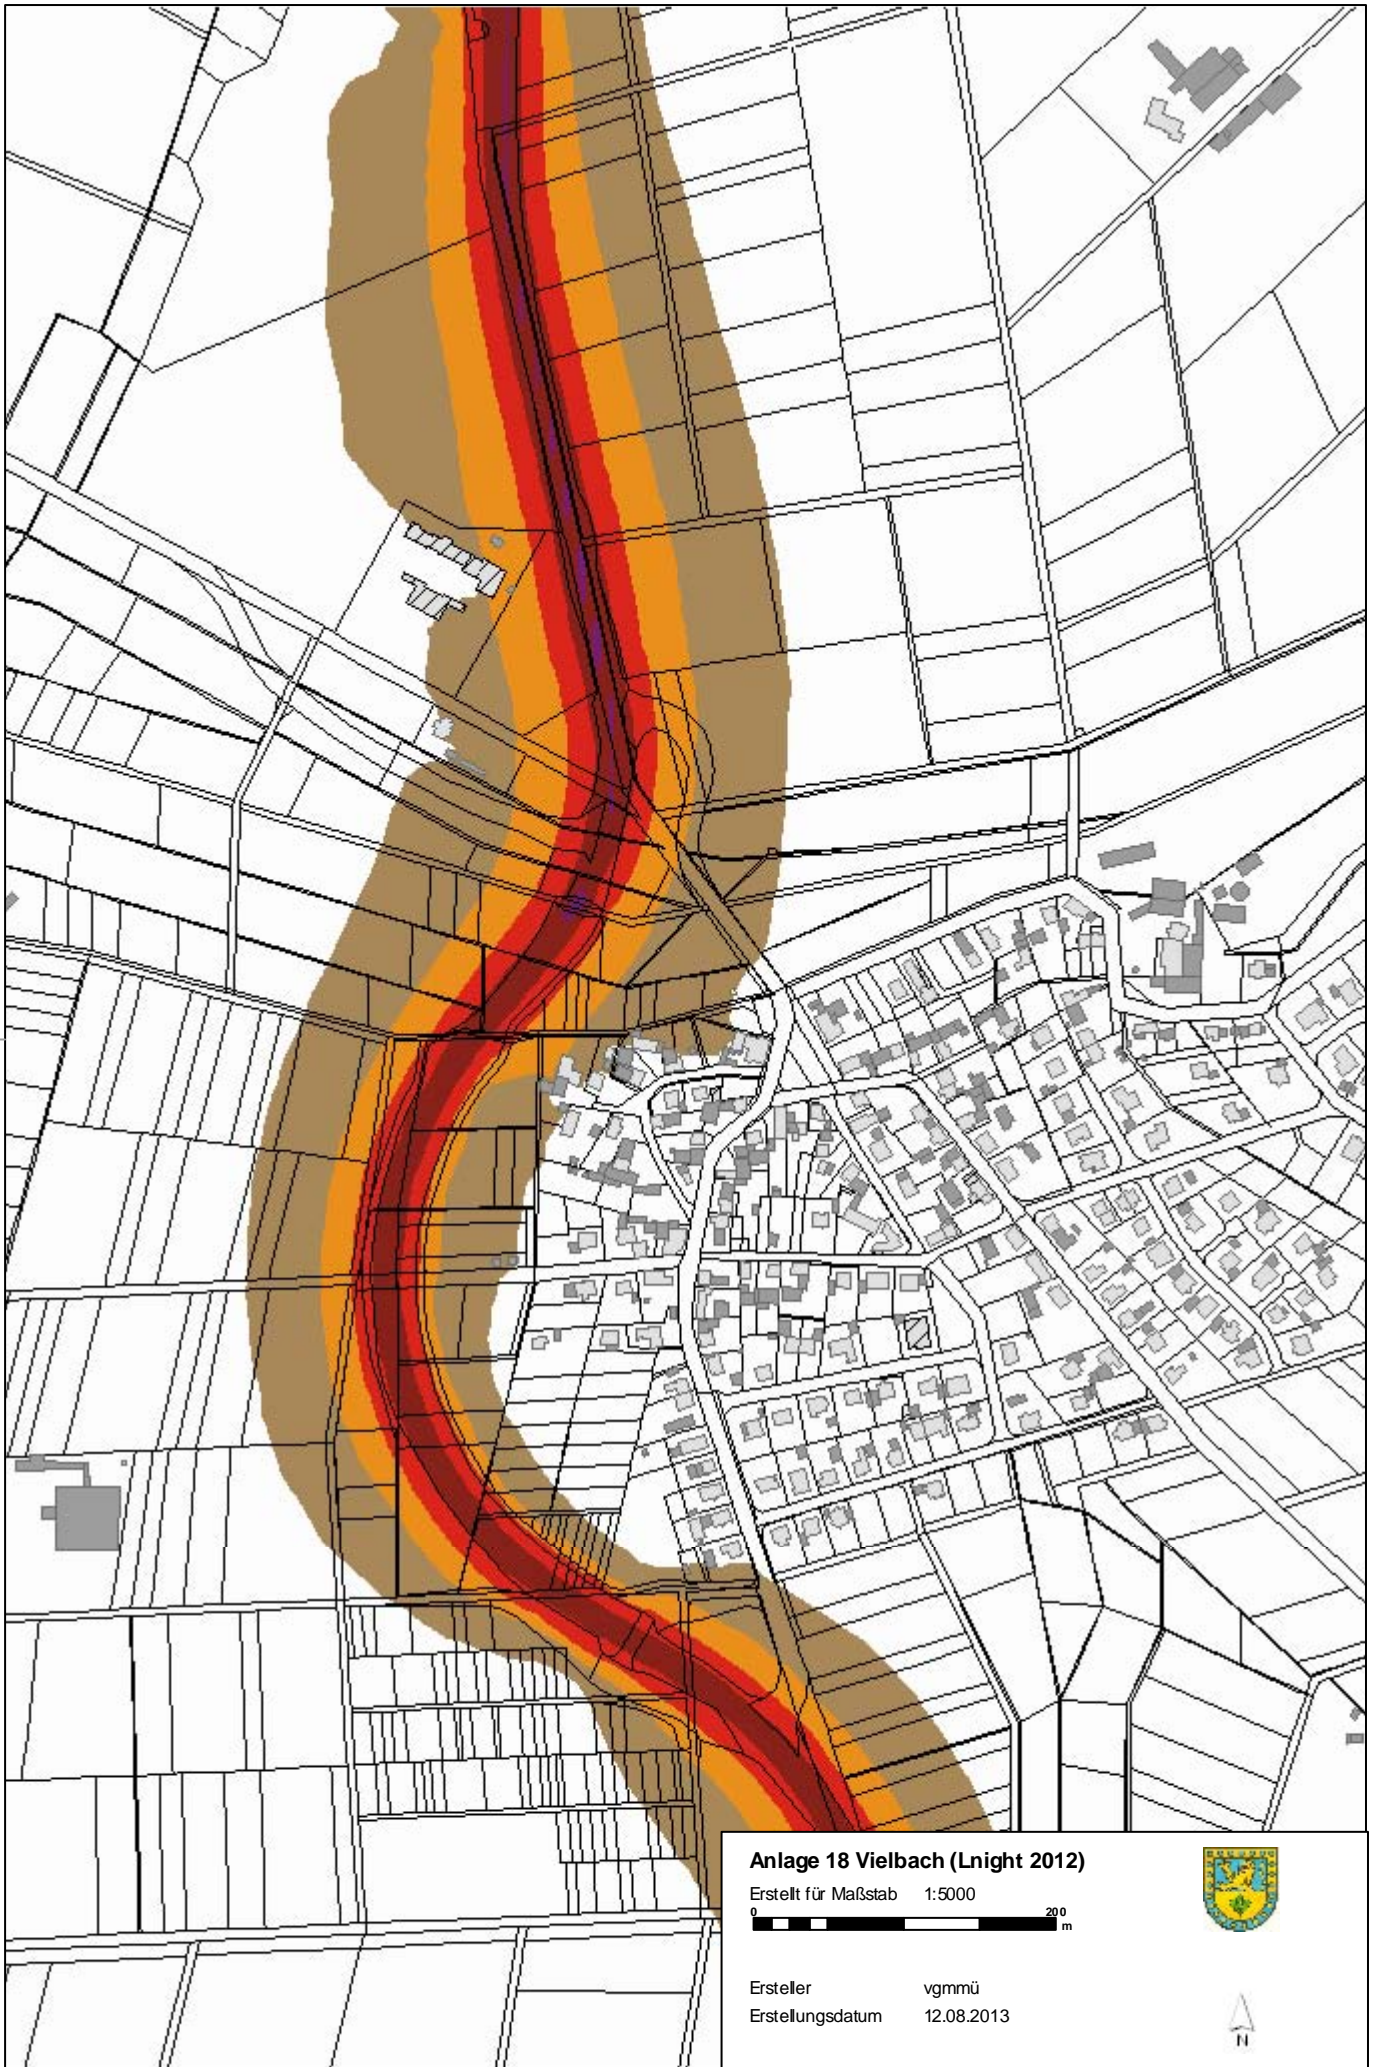 Anlage 18 Vielbach (Lnight 2012)
Erstellt für Maßstab 1:5000
0 200
m
Ersteller vgmmü
Erstellungsdatum 12.08.2013
N